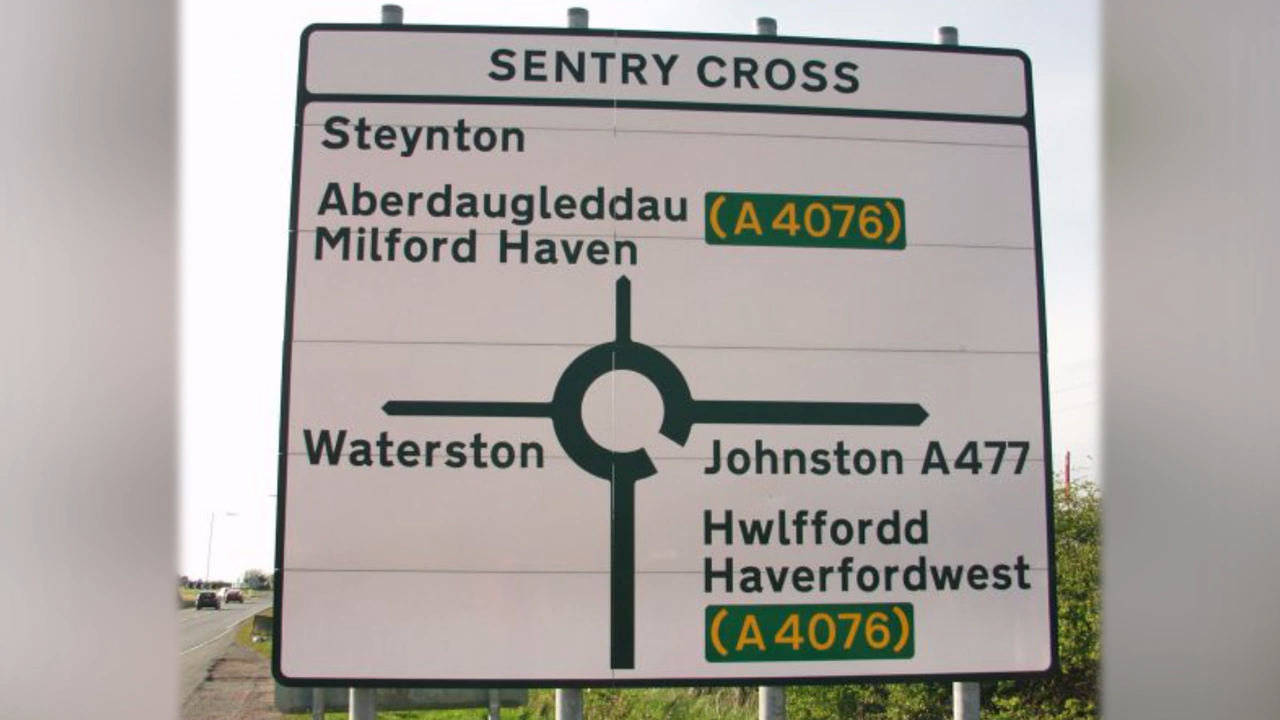 SENTRY CROSS
Steynton
Aberdaugleddau (A 4076)
Milford Haven
Waterston
Johnston A477
Hwlffordd
Haverfordwest
(A 4076)